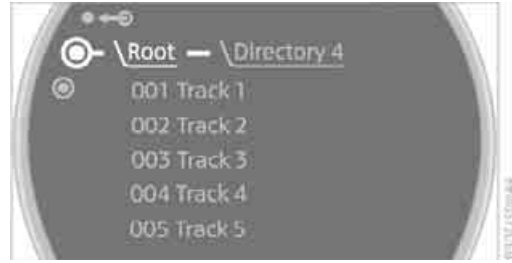 \Root — \Directory 4
001 Track 1
002 Track 2
003 Track 3
004 Track 4
005 Track 5